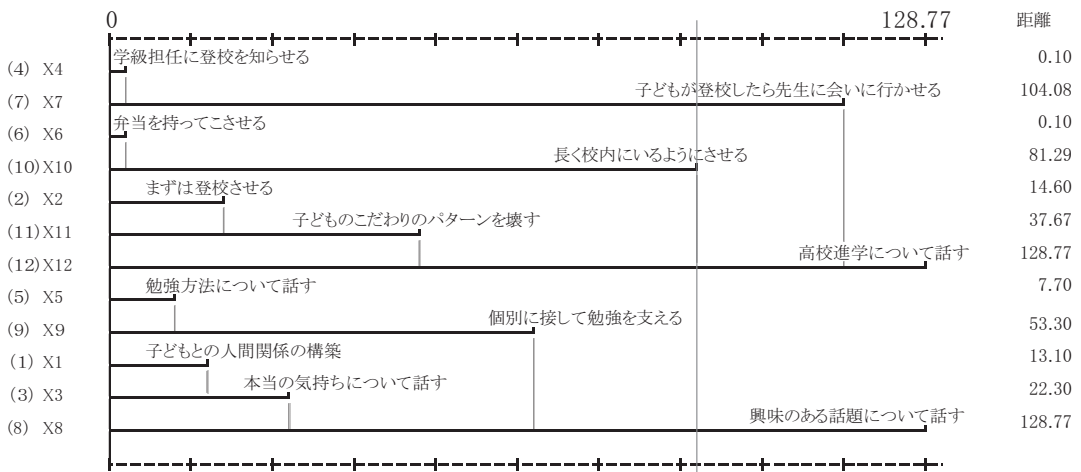 0 128.77 距離
学級担任に登校を知らせる 0.10
(4) X4
子どもが登校したら先生に会いに行かせる 104.08
(7) X7
弁当を持ってこさせる 0.10
(6) X6
長く校内にいるようにさせる 81.29
(10) X10
まずは登校させる 14.60
(2) X2
子どものこだわりのパターンを壊す 37.67
(11) X11
高校進学について話す 128.77
(12) X12
勉強方法について話す 7.70
(5) X5
個別に接して勉強を支える 53.30
(9) X9
子どもとの人間関係の構築 13.10
(1) X1
本当の気持ちについて話す 22.30
(3) X3
興味のある話題について話す 128.77
(8) X8